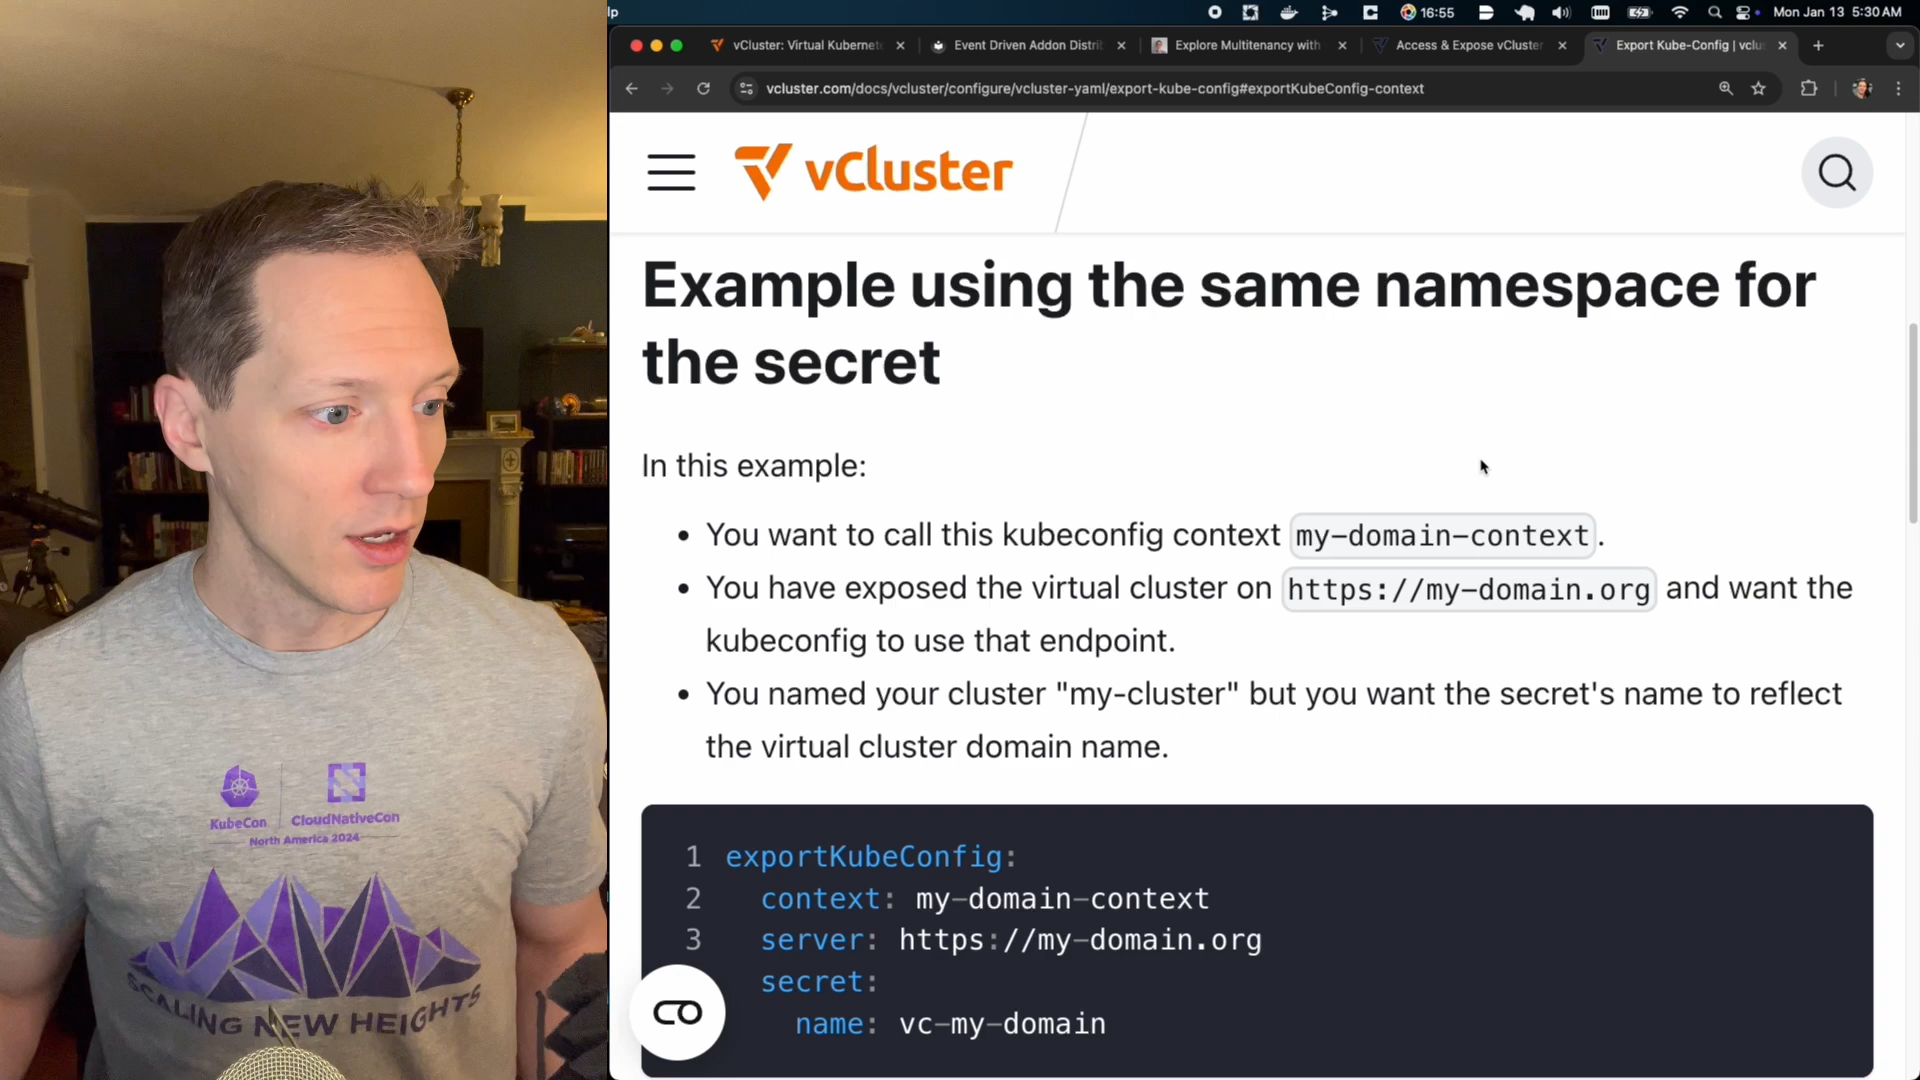 lp
16:55
Mon Jan 13 5:30 AM
vCluster: Virtual Kubernet
Event Driven Addon Distri
Explore Multitenancy with
Access & Expose vCluster
Export Kube-Config | vclu
vcluster.com/docs/vcluster/configure/vcluster-yaml/export-kube-config#exportKubeConfig-context
vCluster
Example using the same namespace for
the secret
In this example:
You want to call this kubeconfig context my-domain-context.
You have exposed the virtual cluster on https://my-domain.org and want the
kubeconfig to use that endpoint.
You named your cluster "my-cluster" but you want the secret's name to reflect
the virtual cluster domain name.
1 exportKubeConfig:
2 context: my-domain-context
3 server: https://my-domain.org
secret:
name: vc-my-domain
KubeCon CloudNativeCon
North America 2024
SCALING NEW HEIGHTS